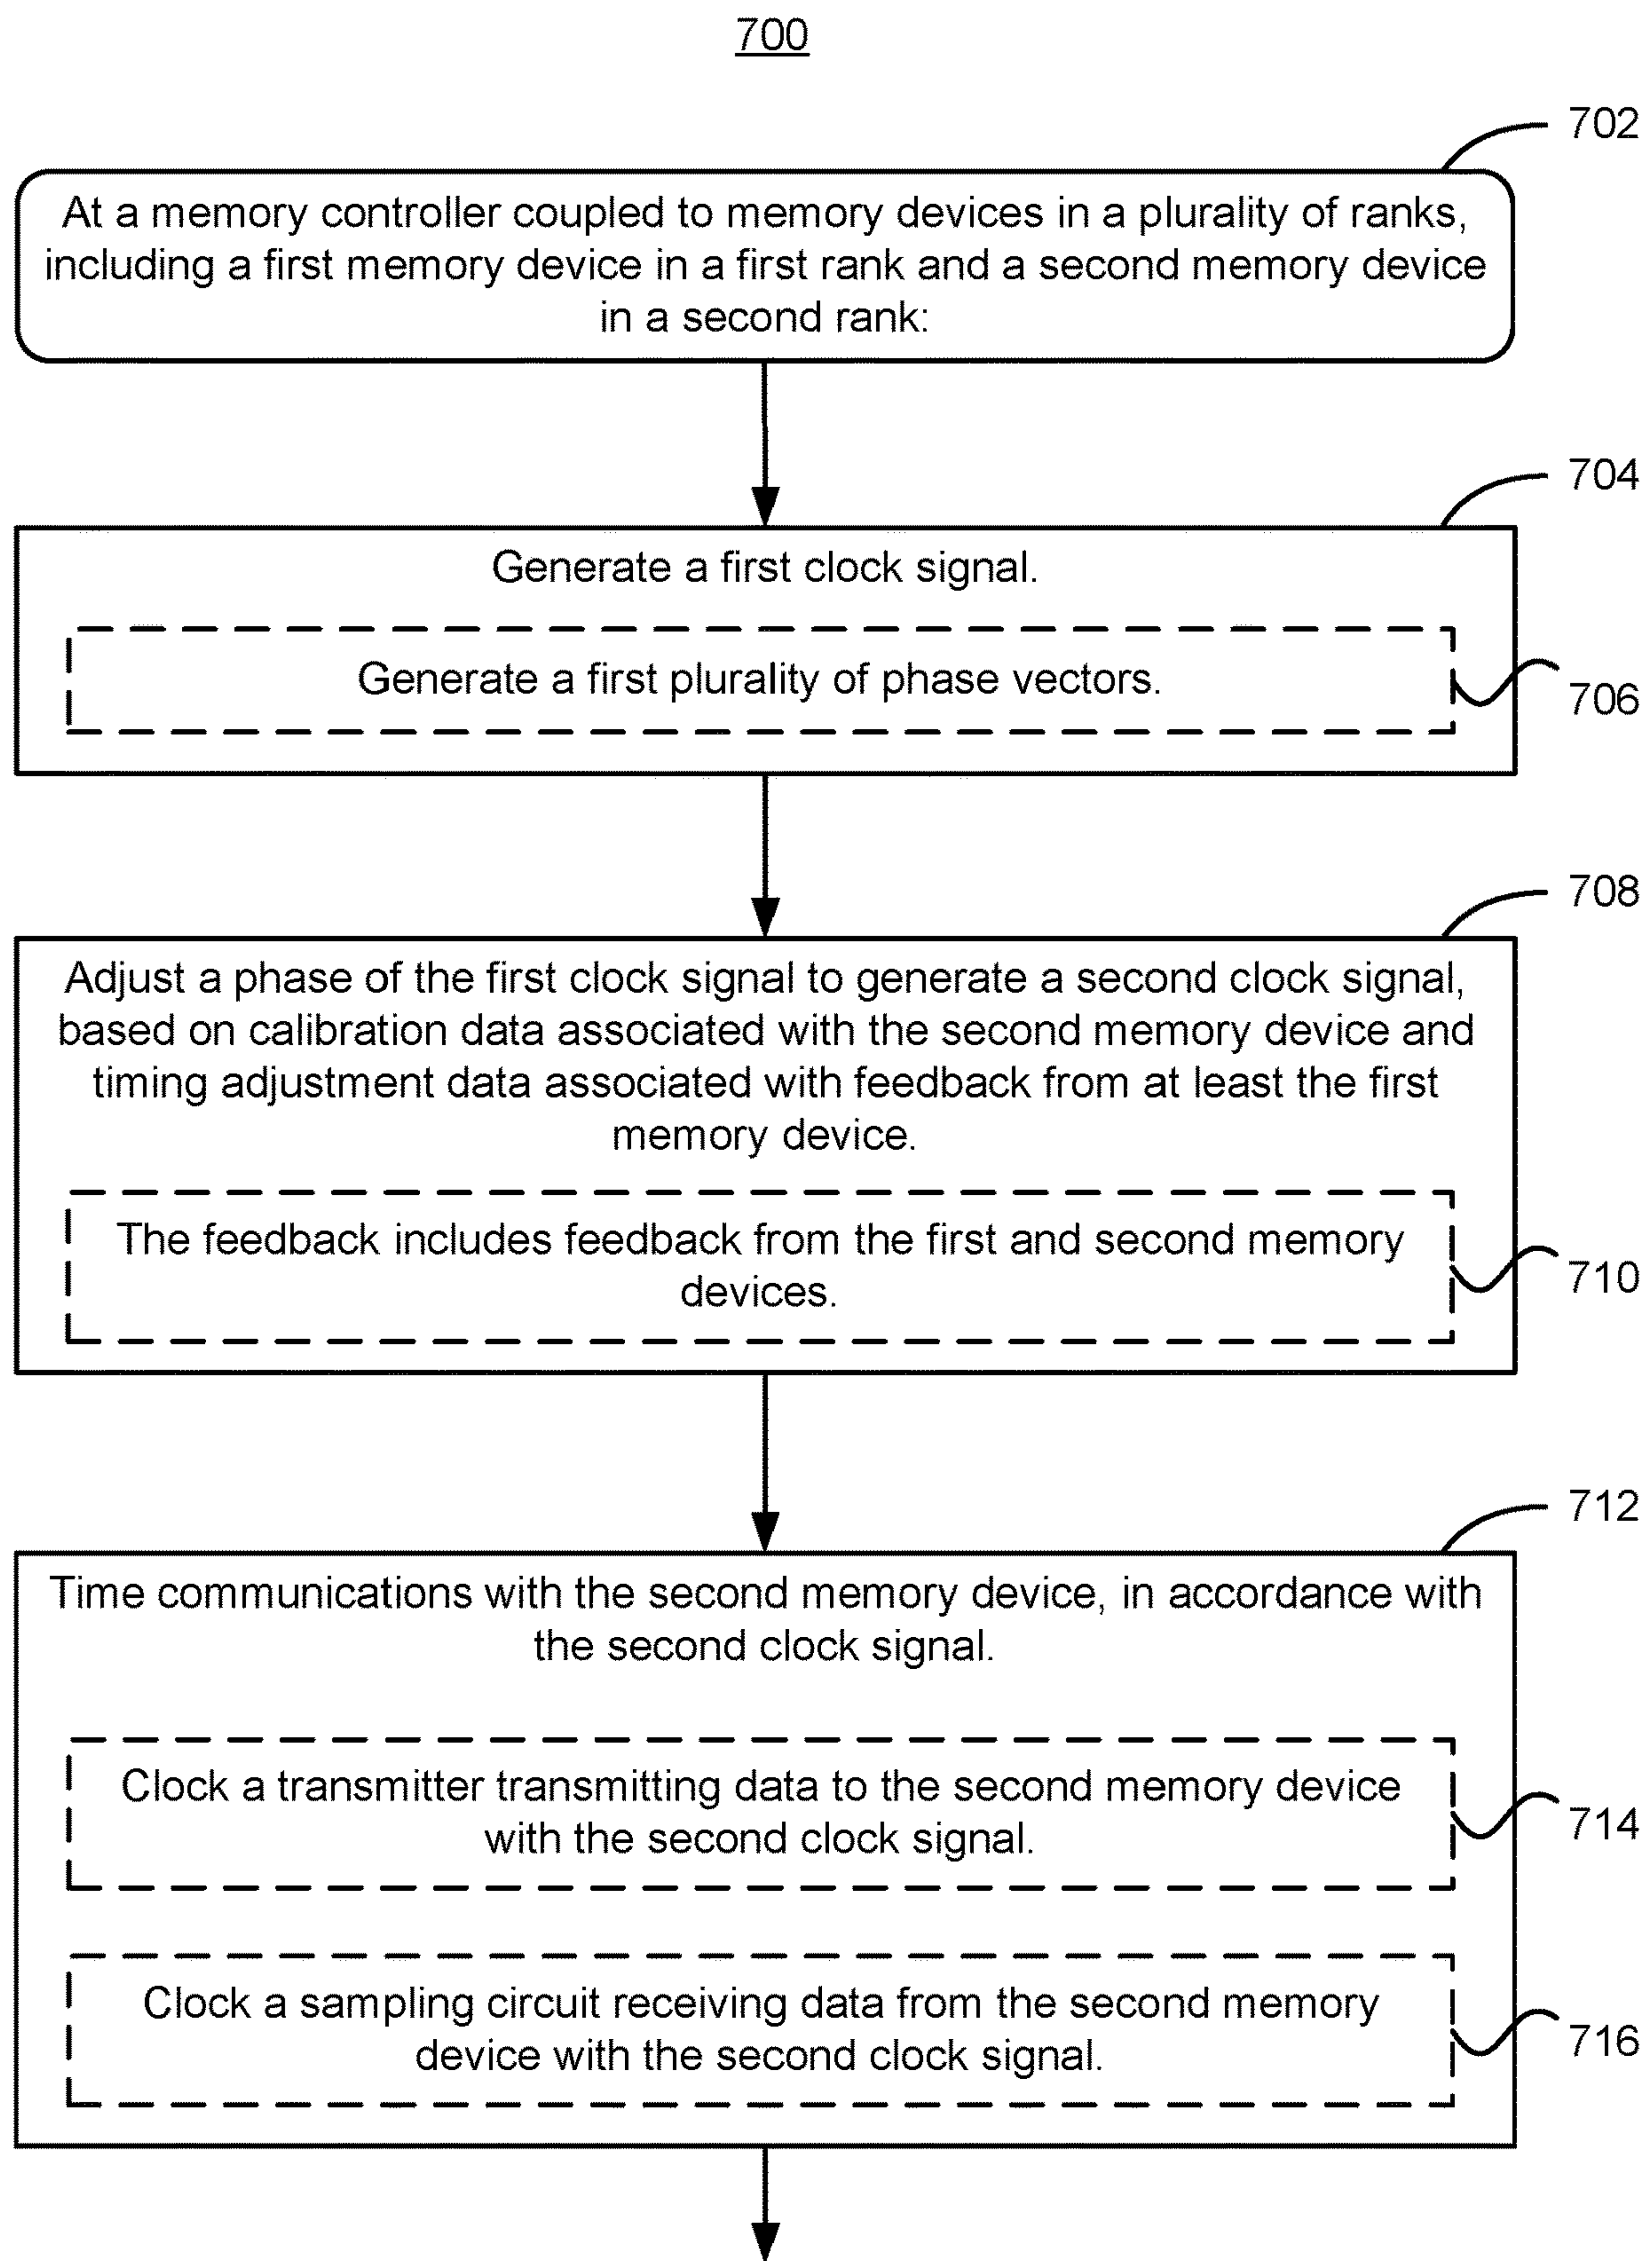 700
702
At a memory controller coupled to memory devices in a plurality of ranks,
including a first memory device in a first rank and a second memory device
in a second rank:
704
Generate a first clock signal.
Generate a first plurality of phase vectors.
706
708
Adjust a phase of the first clock signal to generate a second clock signal,
based on calibration data associated with the second memory device and
timing adjustment data associated with feedback from at least the first
memory device.
The feedback includes feedback from the first and second memory
devices.
710
712
Time communications with the second memory device, in accordance with
the second clock signal.
Clock a transmitter transmitting data to the second memory device
with the second clock signal.
714
Clock a sampling circuit receiving data from the second memory
device with the second clock signal.
716